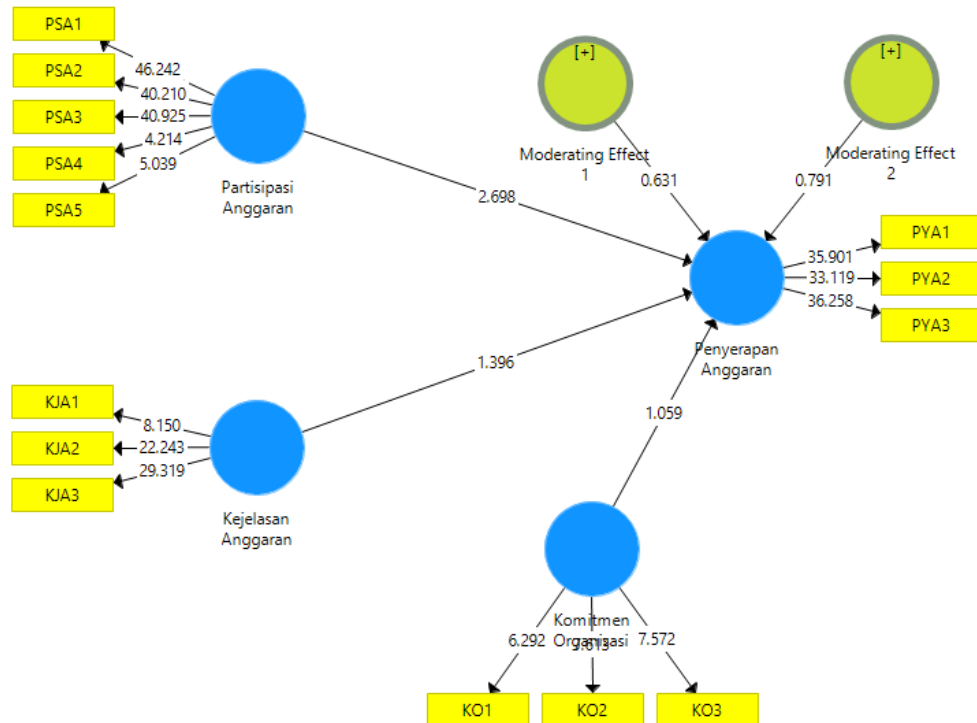 PSA1
PSA2
PSA3
PSA4
PSA5
46.242
40.210
40.925
4.214
5.039
Partisipasi
Anggaran
[+]
Moderating Effect
1
[+]
Moderating Effect
2
2.698
0.631
0.791
PYA1
PYA2
PYA3
35.901
33.119
36.258
Penyerapan
Anggaran
1.396
1.059
KJA1
KJA2
KJA3
8.150
22.243
29.319
Kejelasan
Anggaran
Komitmen
Organisasi
6.292
7.572
KO1
KO2
KO3